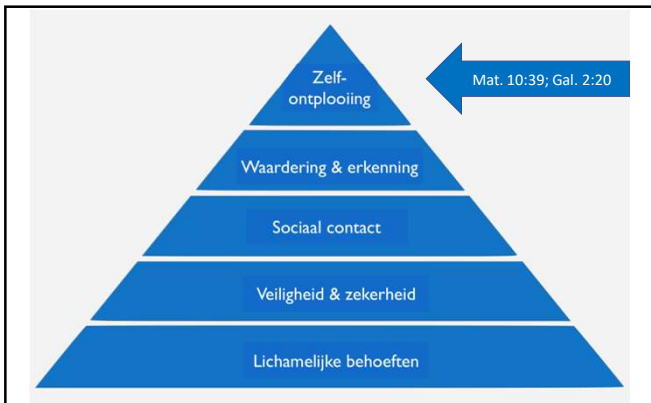 Zelf-
ontplooiing
Mat. 10:39; Gal. 2:20
Waardering & erkenning
Sociaal contact
Veiligheid & zekerheid
Lichamelijke behoeften